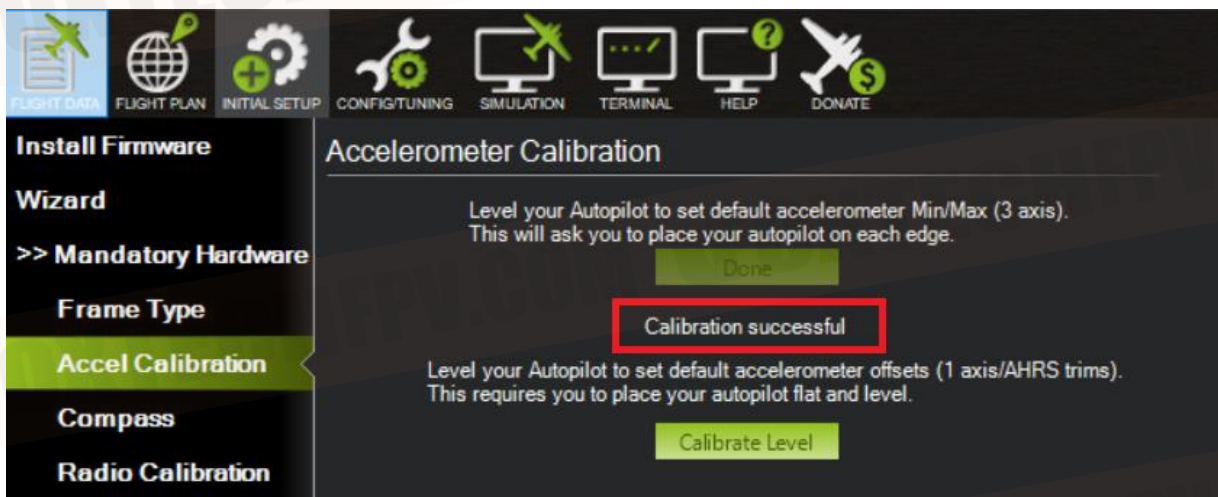 FLIGHT DATA
FLIGHT PLAN
INITIAL SETUP
CONFIG/TUNING
SIMULATION
TERMINAL
HELP
DONATE
Install Firmware
Wizard
>> Mandatory Hardware
Frame Type
Accel Calibration
Compass
Radio Calibration
Accelerometer Calibration
Level your Autopilot to set default accelerometer Min/Max (3 axis).
This will ask you to place your autopilot on each edge.
Done
Calibration successful
Level your Autopilot to set default accelerometer offsets (1 axis/AHRS trims).
This requires you to place your autopilot flat and level.
Calibrate Level